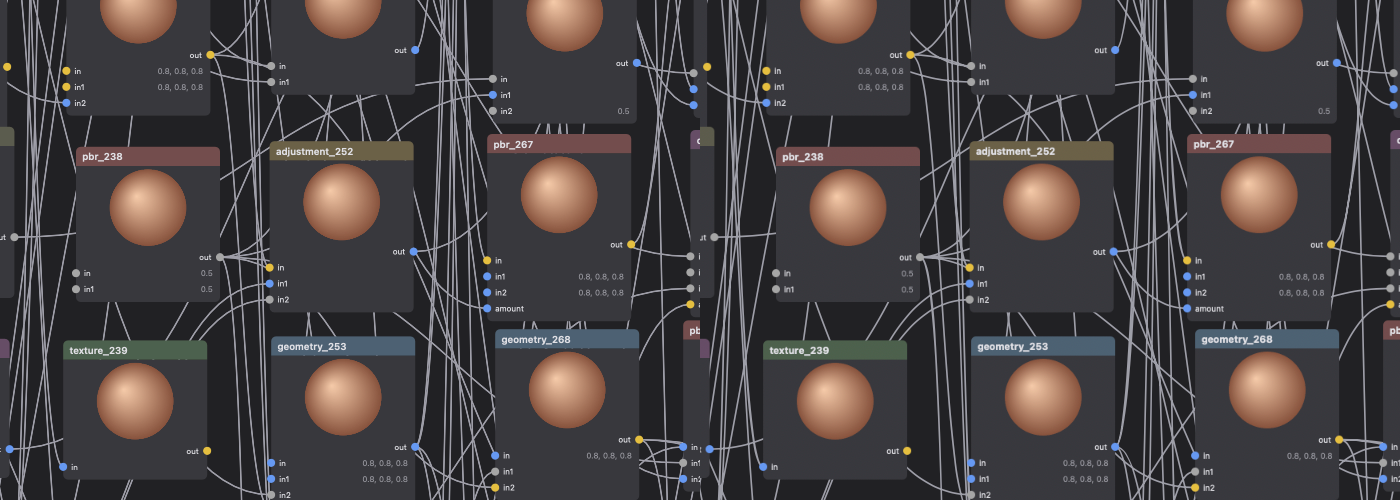 out
in 0.8, 0.8, 0.8
in1 0.8, 0.8, 0.8
in2
out
in
in1
out
in
in1
in2 0.5
pbr_238
out
in 0.5
in1 0.5
adjustment_252
out
in
in1
in2
pbr_267
out
in
in1 0.8, 0.8, 0.8
in2 0.8, 0.8, 0.8
amount
texture_239
out
in
geometry_253
out
in 0.8, 0.8, 0.8
in1 0.8, 0.8, 0.8
in2
geometry_268
out
in 0.8, 0.8, 0.8
in1
in2
in
in1
in2
out
in 0.8, 0.8, 0.8
in1 0.8, 0.8, 0.8
in2
out
in
in1
out
in
in1
in2 0.5
pbr_238
out
in 0.5
in1 0.5
adjustment_252
out
in
in1
in2
pbr_267
out
in
in1 0.8, 0.8, 0.8
in2 0.8, 0.8, 0.8
amount
texture_239
out
in
geometry_253
out
in 0.8, 0.8, 0.8
in1 0.8, 0.8, 0.8
in2
geometry_268
out
in 0.8, 0.8, 0.8
in1
in2